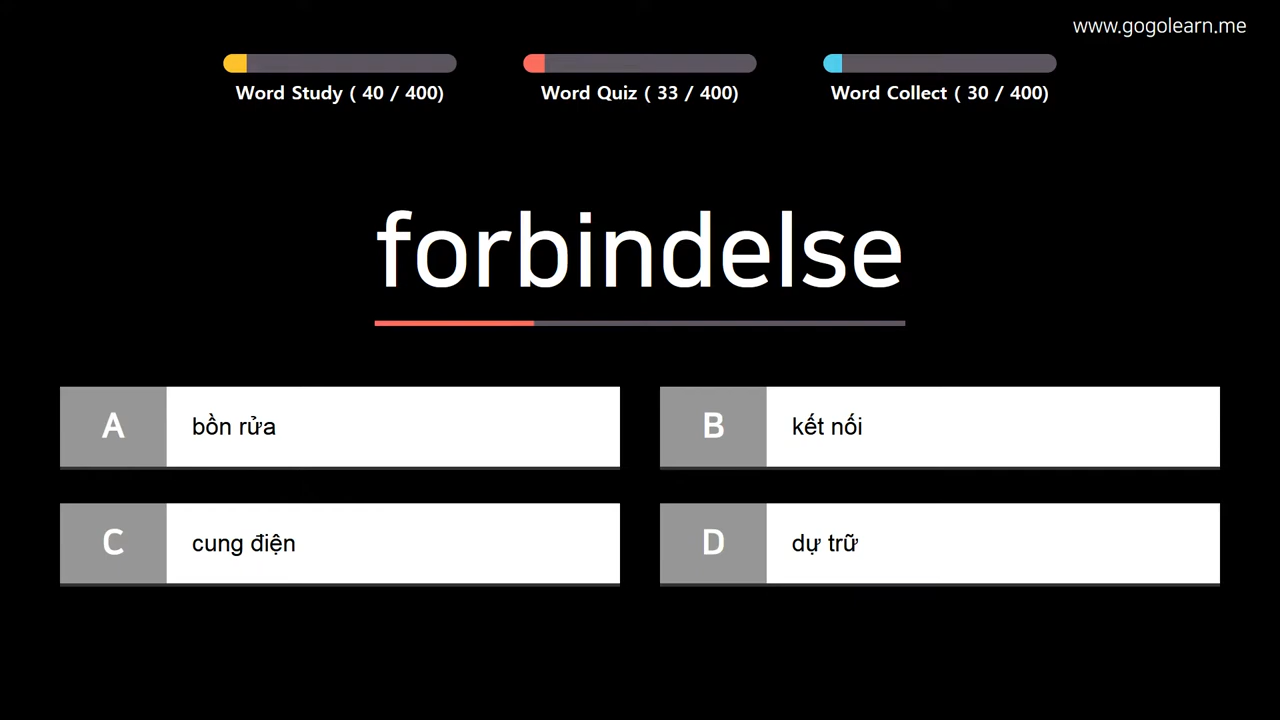 www.gogolearn.me
Word Study ( 40 / 400)
Word Quiz ( 33 / 400)
Word Collect ( 30 / 400)
forbindelse
A bồn rửa
B kết nối
C cung điện
D dự trữ